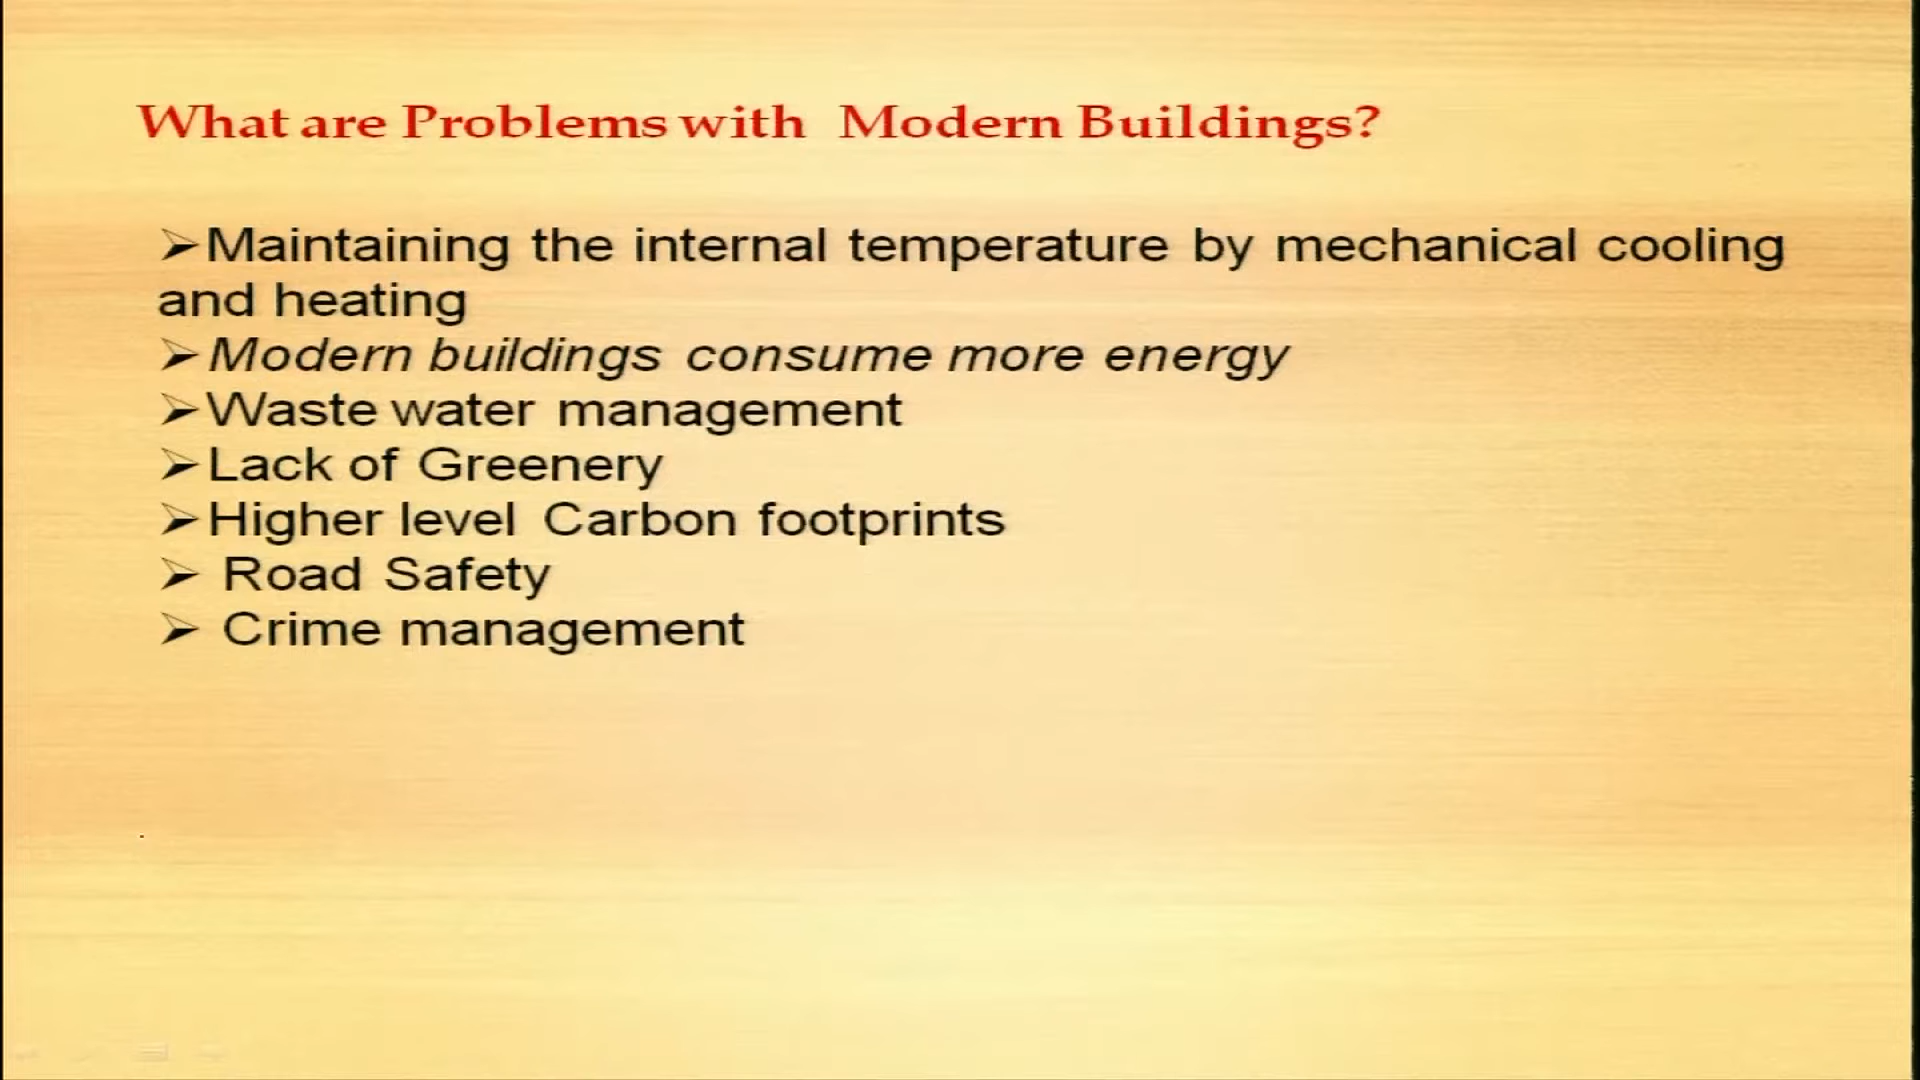 What are Problems with Modern Buildings?
➢Maintaining the internal temperature by mechanical cooling
and heating
➢Modern buildings consume more energy
➢Waste water management
➢Lack of Greenery
➢Higher level Carbon footprints
➢ Road Safety
➢ Crime management
.